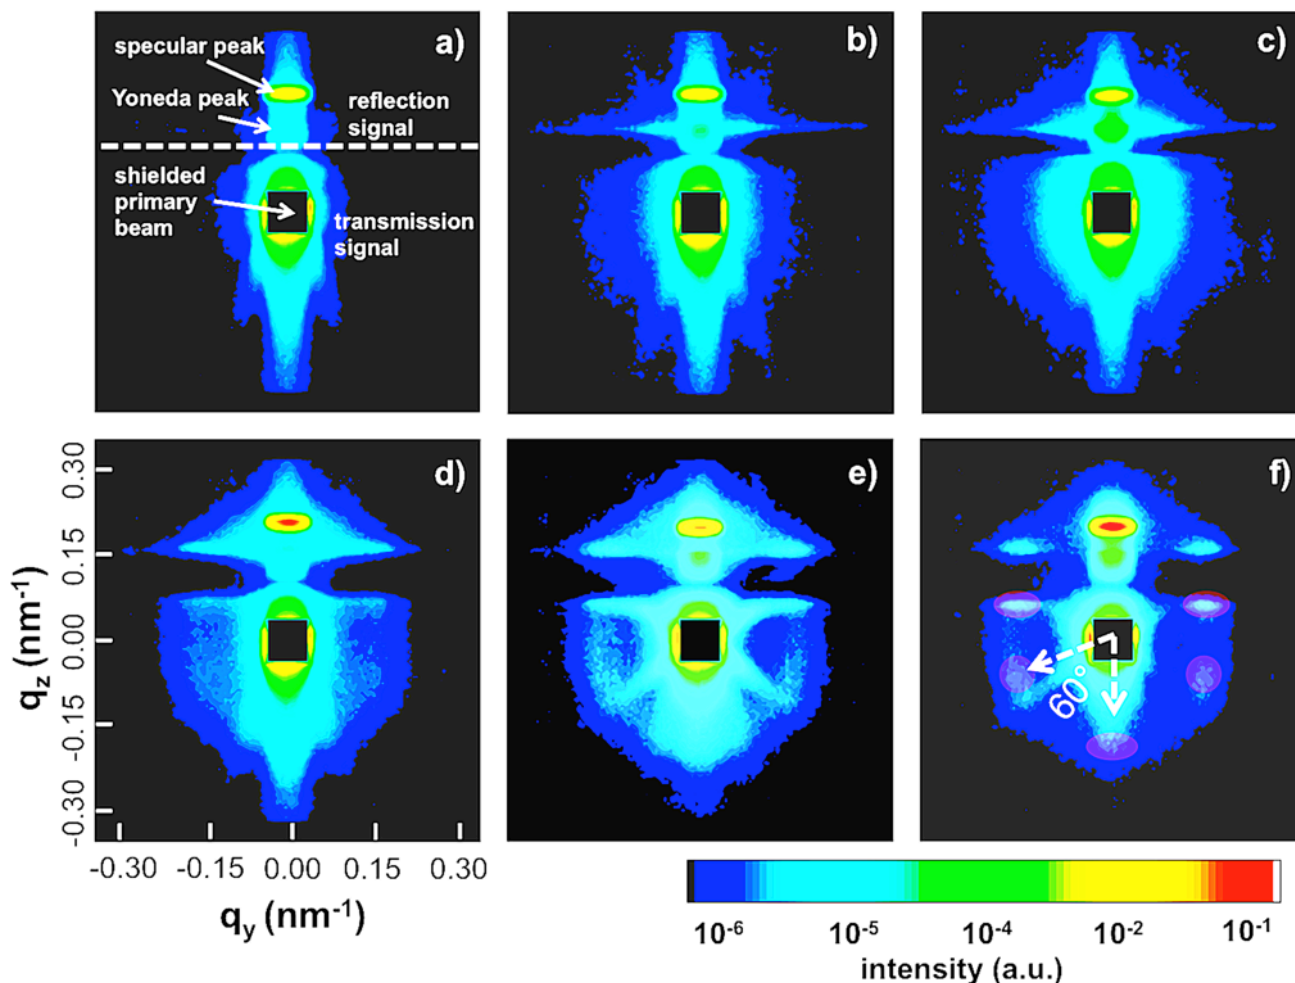 a)
specular peak
Yoneda peak
reflection
signal
shielded
primary
beam
transmission
signal
b)
c)
d)
e)
f)
60°
0.30
0.15
0.00
-0.15
-0.30
q_z (nm⁻¹)
-0.30 -0.15 0.00 0.15 0.30
q_y (nm⁻¹)
10⁻⁶ 10⁻⁵ 10⁻⁴ 10⁻² 10⁻¹
intensity (a.u.)